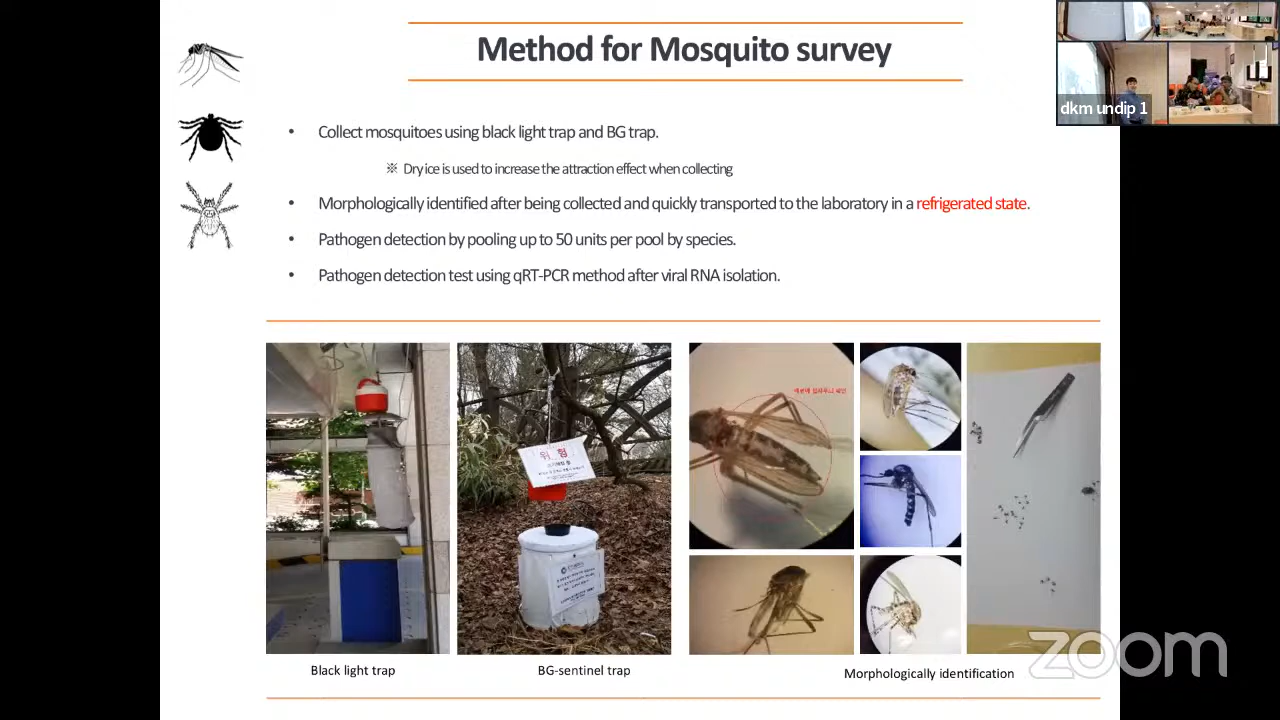 Method for Mosquito survey
dkm undip 1
• Collect mosquitoes using black light trap and BG trap.
※ Dry ice is used to increase the attraction effect when collecting
• Morphologically identified after being collected and quickly transported to the laboratory in a refrigerated state.
• Pathogen detection by pooling up to 50 units per pool by species.
• Pathogen detection test using qRT-PCR method after viral RNA isolation.
위 험
Black light trap
BG-sentinel trap
Morphologically identification
zoom